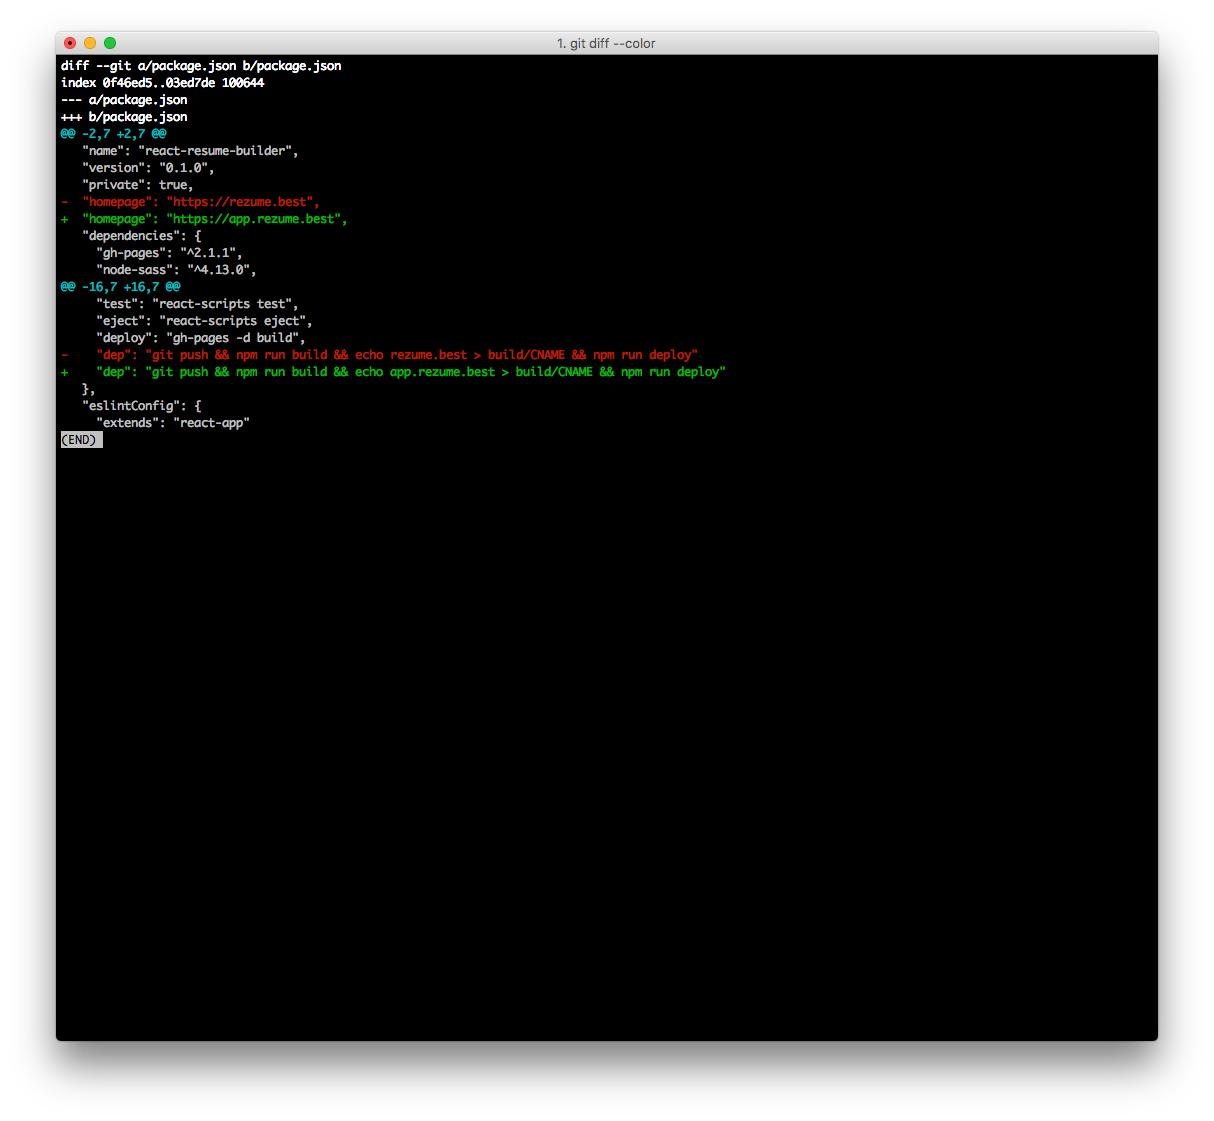 1. git diff --color
diff --git a/package.json b/package.json
index 0f46ed5..03ed7de 100644
--- a/package.json
+++ b/package.json
@@ -2,7 +2,7 @@
   "name": "react-resume-builder",
   "version": "0.1.0",
   "private": true,
-  "homepage": "https://rezume.best",
+  "homepage": "https://app.rezume.best",
   "dependencies": {
     "gh-pages": "^2.1.1",
     "node-sass": "^4.13.0",
@@ -16,7 +16,7 @@
     "test": "react-scripts test",
     "eject": "react-scripts eject",
     "deploy": "gh-pages -d build",
-    "dep": "git push && npm run build && echo rezume.best > build/CNAME && npm run deploy"
+    "dep": "git push && npm run build && echo app.rezume.best > build/CNAME && npm run deploy"
   },
   "eslintConfig": {
     "extends": "react-app"
(END)